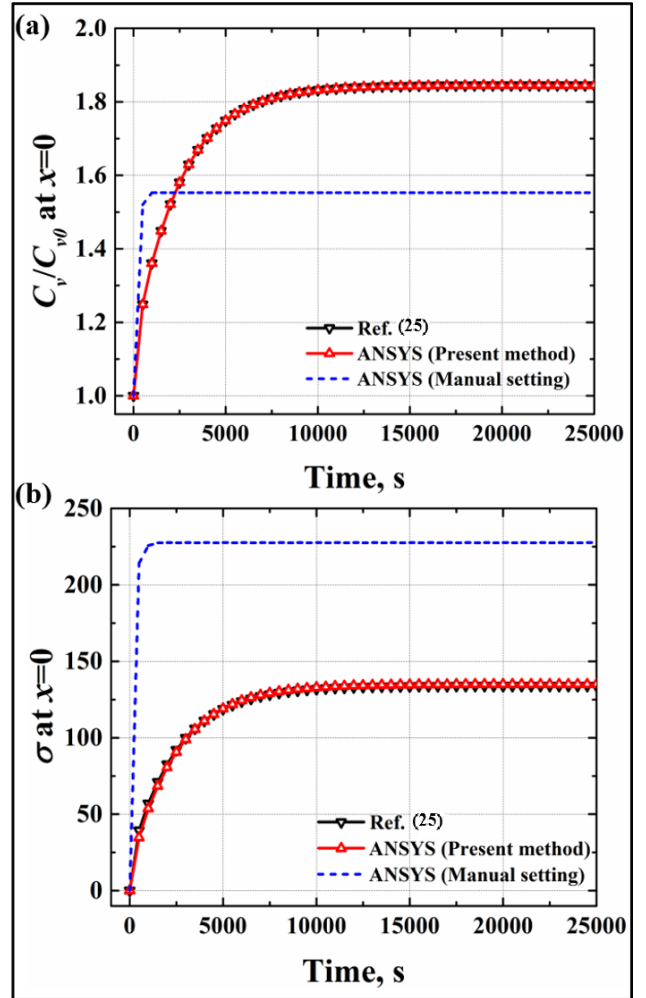 (a)
2.0
1.8
1.6
1.4
1.2
1.0
C_v/C_{v0} at x=0
Ref. (25)
ANSYS (Present method)
ANSYS (Manual setting)
0 5000 10000 15000 20000 25000
Time, s
(b)
250
200
150
100
50
0
σ at x=0
Ref. (25)
ANSYS (Present method)
ANSYS (Manual setting)
0 5000 10000 15000 20000 25000
Time, s